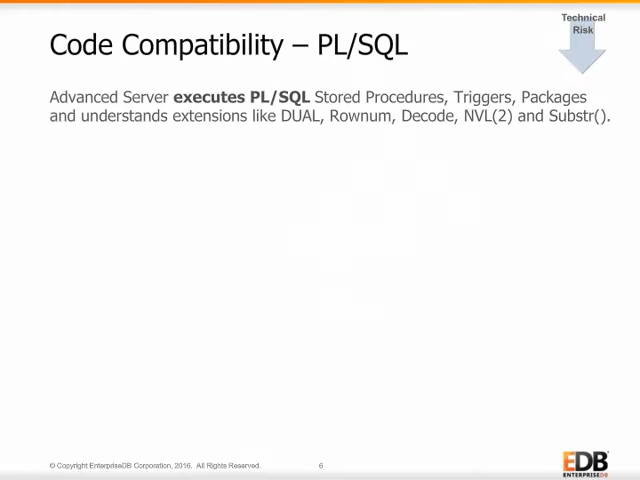 Technical
Risk
Code Compatibility – PL/SQL
Advanced Server executes PL/SQL Stored Procedures, Triggers, Packages
and understands extensions like DUAL, Rownum, Decode, NVL(2) and Substr().
© Copyright EnterpriseDB Corporation, 2016. All Rights Reserved.
6
EDB
ENTERPRISEDB